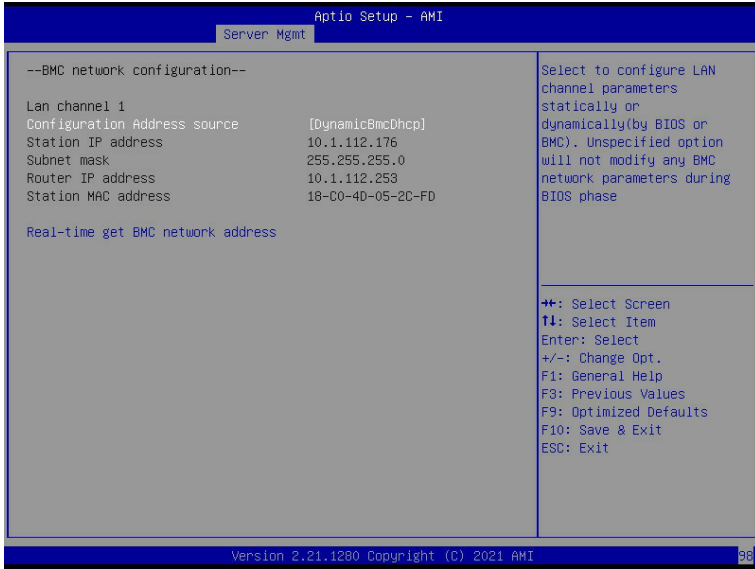 Aptio Setup - AMI
Server Mgmt
--BMC network configuration--
Lan channel 1
Configuration Address source [DynamicBmcDhcp]
Station IP address 10.1.112.176
Subnet mask 255.255.255.0
Router IP address 10.1.112.253
Station MAC address 18-C0-4D-05-2C-FD
Real-time get BMC network address
Select to configure LAN
channel parameters
statically or
dynamically(by BIOS or
BMC). Unspecified option
will not modify any BMC
network parameters during
BIOS phase
→←: Select Screen
↑↓: Select Item
Enter: Select
+/-: Change Opt.
F1: General Help
F3: Previous Values
F9: Optimized Defaults
F10: Save & Exit
ESC: Exit
Version 2.21.1280 Copyright (C) 2021 AMI
98